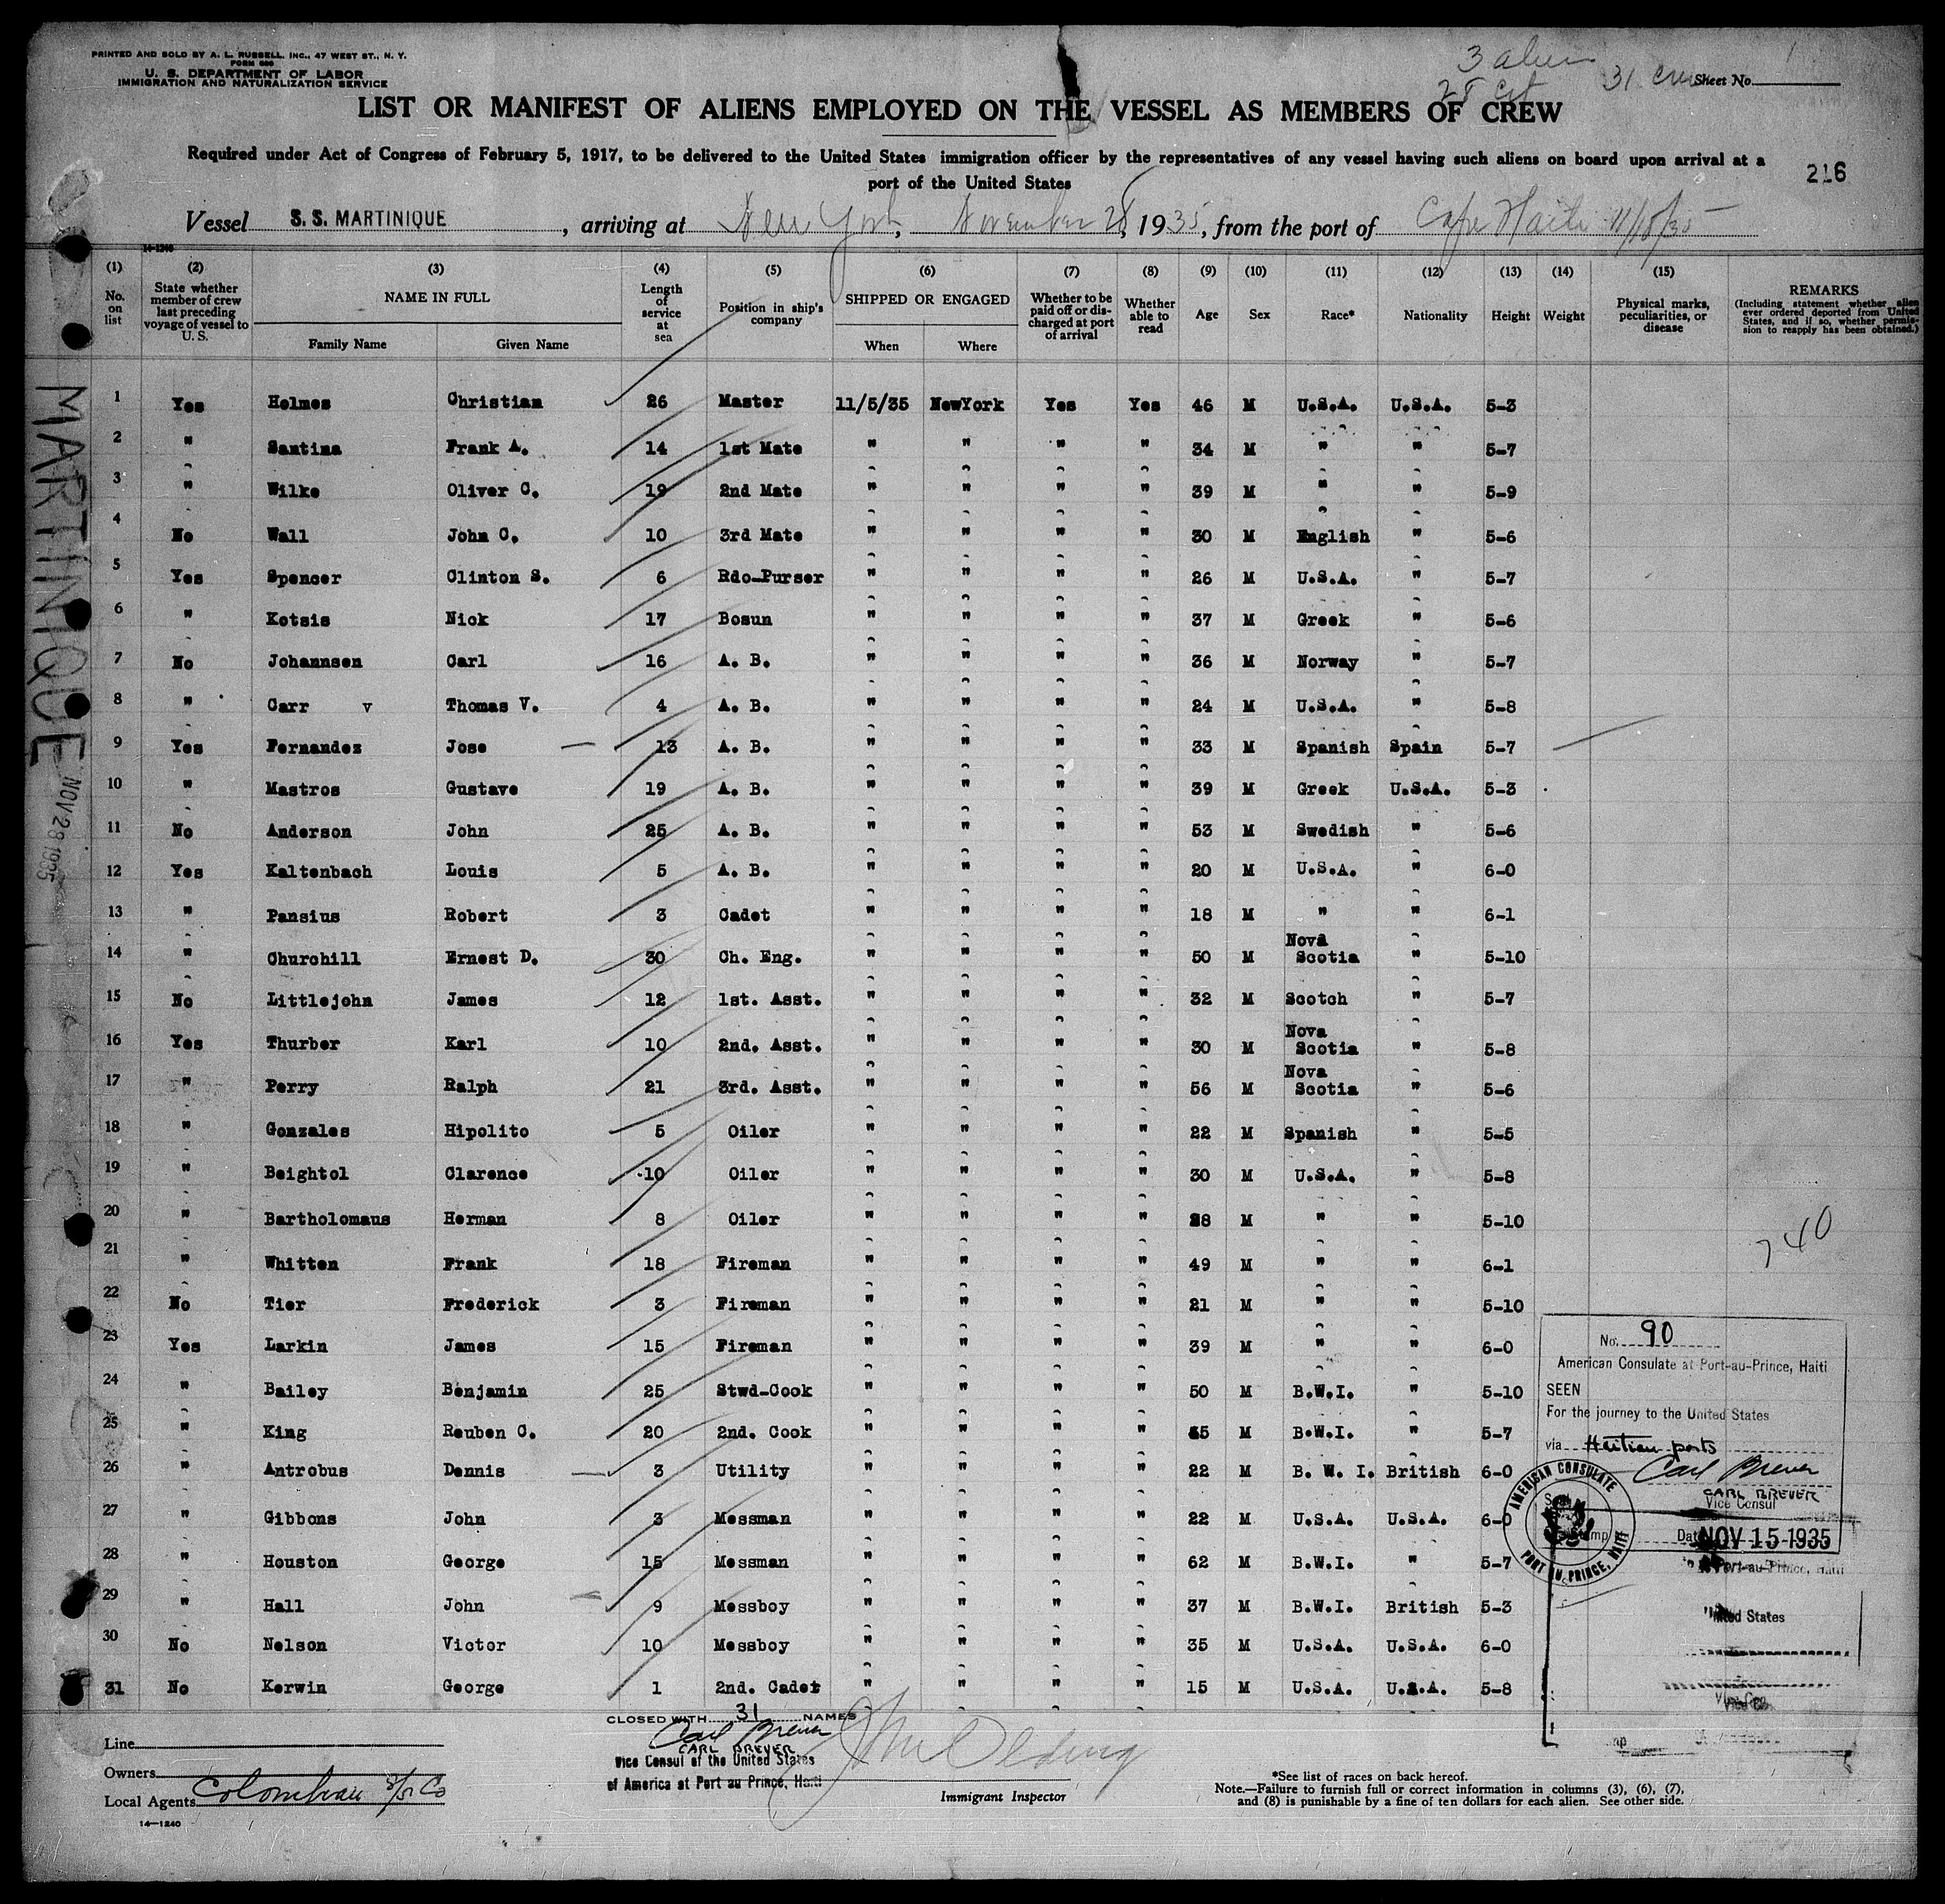 PRINTED AND SOLD BY A. L. RUSSELL, INC., 47 WEST ST., N. Y.
FORM 686
U. S. DEPARTMENT OF LABOR
IMMIGRATION AND NATURALIZATION SERVICE
3 alien
28 cit
31 crew
Sheet No. 1
LIST OR MANIFEST OF ALIENS EMPLOYED ON THE VESSEL AS MEMBERS OF CREW
Required under Act of Congress of February 5, 1917, to be delivered to the United States immigration officer by the representatives of any vessel having such aliens on board upon arrival at a
port of the United States
216
Vessel S. S. MARTINIQUE, arriving at New York, November 28, 1935, from the port of Cape Haiti 11/18/35
14-1240
(1) (2) (3) (4) (5) (6) (7) (8) (9) (10) (11) (12) (13) (14) (15)
No. on list
State whether member of crew last preceding voyage of vessel to U. S.
NAME IN FULL
Family Name
Given Name
Length of service at sea
Position in ship's company
SHIPPED OR ENGAGED
When
Where
Whether to be paid off or discharged at port of arrival
Whether able to read
Age
Sex
Race*
Nationality
Height
Weight
Physical marks, peculiarities, or disease
REMARKS
(Including statement whether alien ever ordered deported from United States, and if so, whether permission to reapply has been obtained.)
1 Yes Holmes Christian 26 Master 11/5/35 NewYork Yes Yes 46 M U.S.A. U.S.A. 5-3
2 " Santina Frank A. 14 1st Mate " " " " 34 M " " 5-7
3 " Wilke Oliver C. 19 2nd Mate " " " " 39 M " " 5-9
4 No Wall John C. 10 3rd Mate " " " " 30 M English " 5-6
5 Yes Spencer Clinton S. 6 Rdo-Purser " " " " 26 M U.S.A. " 5-7
6 " Kotsis Nick 17 Bosun " " " " 37 M Greek " 5-6
7 No Johannsen Carl 16 A. B. " " " " 36 M Norway " 5-7
8 " Carr v Thomas V. 4 A. B. " " " " 24 M U.S.A. " 5-8
9 Yes Fernandez Jose 13 A. B. " " " " 33 M Spanish Spain 5-7
10 " Mastros Gustave 19 A. B. " " " " 39 M Greek U.S.A. 5-3
11 No Anderson John 25 A. B. " " " " 53 M Swedish " 5-6
12 Yes Kaltenbach Louis 5 A. B. " " " " 20 M U.S.A. " 6-0
13 " Pansius Robert 3 Cadet " " " " 18 M " " 6-1
14 " Churchill Ernest D. 30 Ch. Eng. " " " " 50 M Nova Scotia " 5-10
15 No Littlejohn James 12 1st. Asst. " " " " 32 M Scotch " 5-7
16 Yes Thurber Karl 10 2nd. Asst. " " " " 30 M Nova Scotia " 5-8
17 " Perry Ralph 21 3rd. Asst. " " " " 56 M Nova Scotia " 5-6
18 " Gonzales Hipolito 5 Oiler " " " " 22 M Spanish " 5-5
19 " Beightol Clarence 10 Oiler " " " " 30 M U.S.A. " 5-8
20 " Bartholomaus Herman 8 Oiler " " " " 28 M " " 5-10
21 " Whitten Frank 18 Fireman " " " " 49 M " " 6-1
22 No Tier Frederick 3 Fireman " " " " 21 M " " 5-10
23 Yes Larkin James 15 Fireman " " " " 39 M " " 6-0
24 " Bailey Benjamin 25 Stwd-Cook " " " " 50 M B.W.I. " 5-10
25 " King Reuben C. 20 2nd. Cook " " " " 45 M B.W.I. " 5-7
26 " Antrobus Dennis 3 Utility " " " " 22 M B. W. I. British 6-0
27 " Gibbons John 3 Messman " " " " 22 M U.S.A. U.S.A. 6-0
28 " Houston George 15 Messman " " " " 62 M B.W.I. " 5-7
29 " Hall John 9 Messboy " " " " 37 M B.W.I. British 5-3
30 No Nelson Victor 10 Messboy " " " " 35 M U.S.A. U.S.A. 6-0
31 No Kerwin George 1 2nd. Cadet " " " " 15 M U.S.A. U.S.A. 5-8
MARTINIQUE
NOV 28 1935
740
No. 90
American Consulate at Port-au-Prince, Haiti
SEEN
For the journey to the United States
via Haitian ports
Carl Breuer
CARL BREUER
Vice Consul
Date NOV 15 1935
AMERICAN CONSULATE
PORT AU PRINCE, HAITI
Port-au-Prince, Haiti
United States
CLOSED WITH 31 NAMES
Carl Breuer
CARL BREUER
Vice Consul of the United States
of America at Port au Prince, Haiti
Line
Owners
Local Agents Colombian S/S Co
14-1240
Immigrant Inspector
*See list of races on back hereof.
Note.—Failure to furnish full or correct information in columns (3), (6), (7),
and (8) is punishable by a fine of ten dollars for each alien. See other side.